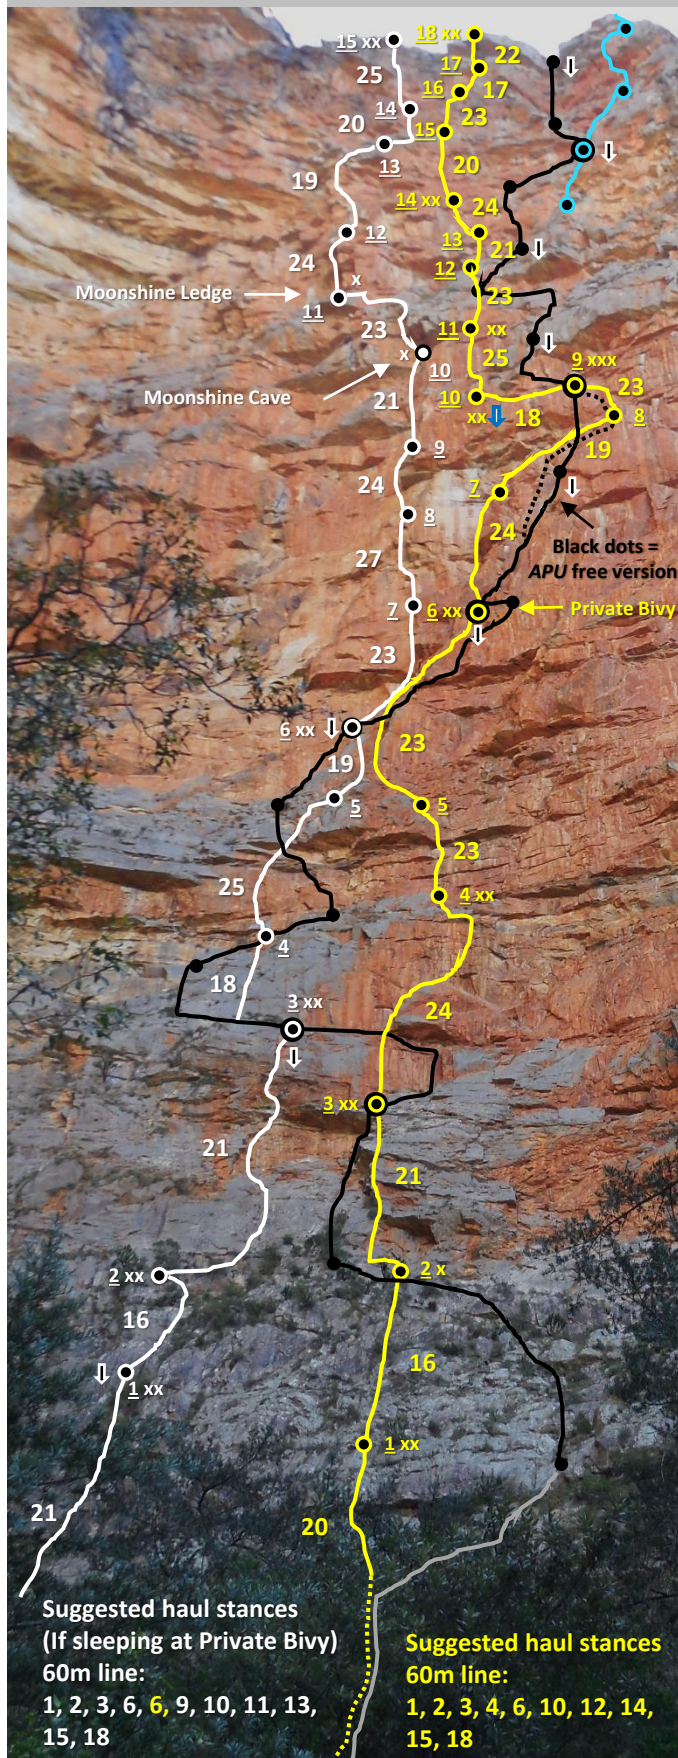 18 xx
15 xx
22
17
25
16
17
14
23
20
15
13
20
19
14 xx
24
12
13
21
24
12
x
Moonshine Ledge
23
11
23
11 xx
x
10
25
9 xxx
Moonshine Cave
23
21
10
xx
18
8
9
19
24
7
8
24
Black dots =
APU free version
27
7
6 xx
Private Bivy
23
6 xx
23
19
5
5
23
25
4 xx
4
18
3 xx
24
3 xx
21
21
2 xx
2 x
16
16
1 xx
1 xx
21
20
Suggested haul stances
(If sleeping at Private Bivy)
60m line:
1, 2, 3, 6, 6, 9, 10, 11, 13,
15, 18
Suggested haul stances
60m line:
1, 2, 3, 4, 6, 10, 12, 14,
15, 18